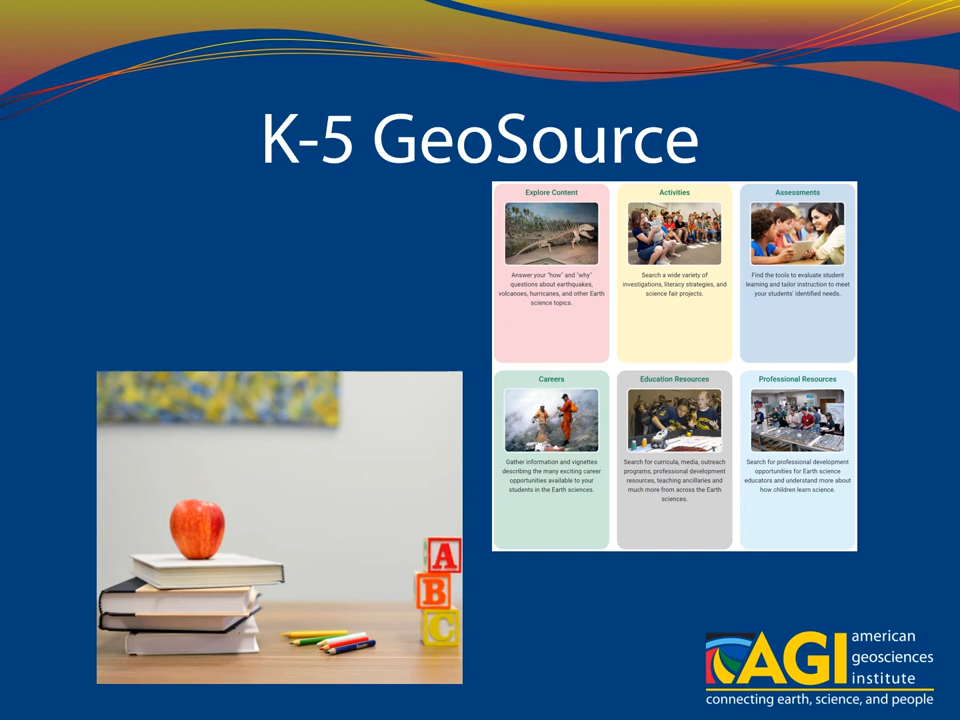 K-5 GeoSource
Explore Content
Answer your "how" and "why"
questions about earthquakes,
volcanoes, hurricanes, and other Earth
science topics.
Activities
Search a wide variety of
investigations, literacy strategies, and
science fair projects.
Assessments
Find the tools to evaluate student
learning and tailor instruction to meet
your students' identified needs.
Careers
Gather information and vignettes
describing the many exciting career
opportunities available to your
students in the Earth sciences.
Education Resources
Search for curricula, media, outreach
programs, professional development
resources, teaching ancillaries and
much more from across the Earth
sciences.
Professional Resources
Search for professional development
opportunities for Earth science
educators and understand more about
how children learn science.
A
B
C
AGI
american
geosciences
institute
connecting earth, science, and people